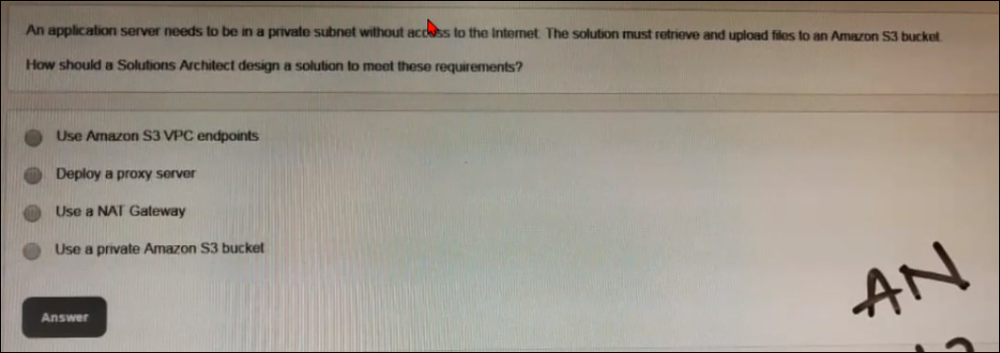 An application server needs to be in a private subnet without access to the Internet. The solution must retrieve and upload files to an Amazon S3 bucket.
How should a Solutions Architect design a solution to meet these requirements?
Use Amazon S3 VPC endpoints
Deploy a proxy server
Use a NAT Gateway
Use a private Amazon S3 bucket
AN
Answer